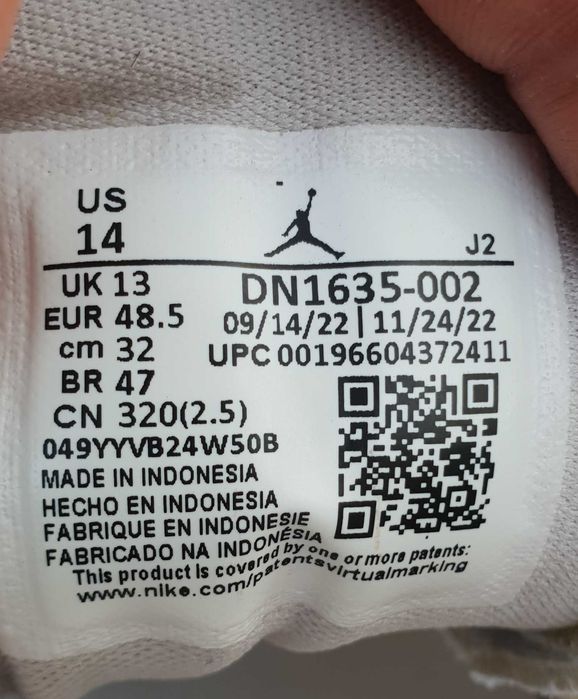 US
14
J2
UK 13
EUR 48.5
cm 32
BR 47
CN 320(2.5)
DN1635-002
09/14/22 | 11/24/22
UPC 00196604372411
049YYVB24W50B
MADE IN INDONESIA
HECHO EN INDONESIA
FABRIQUE EN INDONESIE
FABRICADO NA INDONÉSIA
This product is covered by one or more patents:
www.nike.com/patentsvirtualmarking